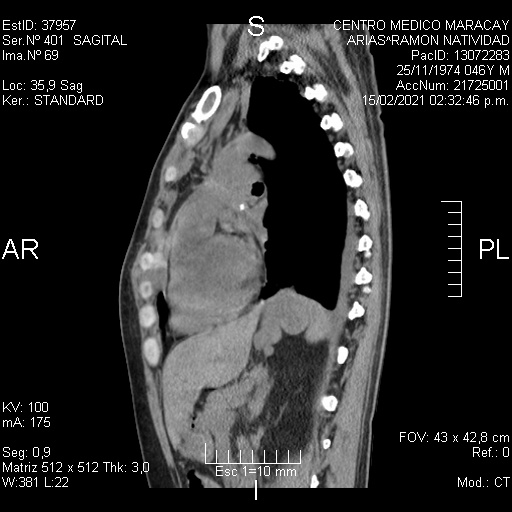 EstID: 37957
Ser.Nº 401 SAGITAL
Ima.Nº 69
Loc: 35,9 Sag
Ker.: STANDARD
S
CENTRO MEDICO MARACAY
ARIAS^RAMON NATIVIDAD
PacID: 13072283
25/11/1974 046Y M
AccNum: 21725001
15/02/2021 02:32:46 p.m.
AR
PL
KV: 100
mA: 175
Seg: 0,9
Matriz 512 x 512 Thk: 3,0
W:381 L:22
Esc 1=10 mm
I
FOV: 43 x 42,8 cm
Ref.: 0
Mod.: CT